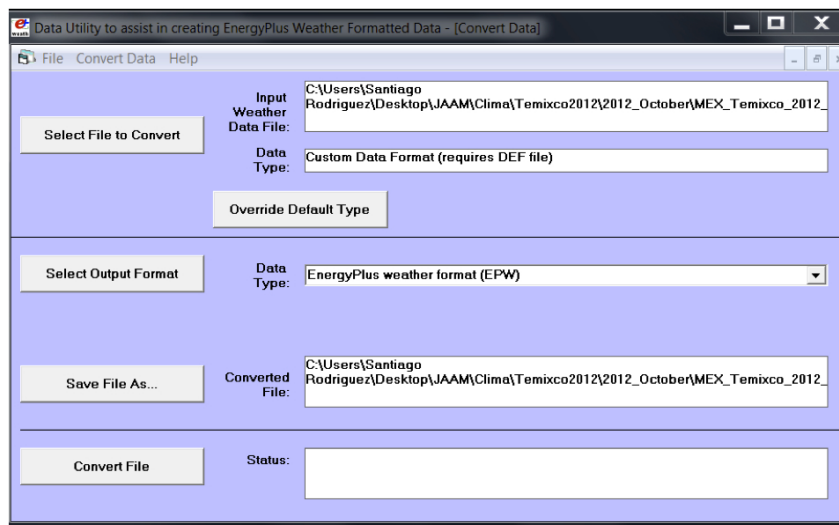 Data Utility to assist in creating EnergyPlus Weather Formatted Data - [Convert Data]
File Convert Data Help
Select File to Convert
Input Weather Data File:
C:\Users\Santiago
Rodriguez\Desktop\JAAM\Clima\Temixco2012\2012_October\MEX_Temixco_2012_
Data Type:
Custom Data Format (requires DEF file)
Override Default Type
Select Output Format
Data Type:
EnergyPlus weather format (EPW)
Save File As...
Converted File:
C:\Users\Santiago
Rodriguez\Desktop\JAAM\Clima\Temixco2012\2012_October\MEX_Temixco_2012_
Convert File
Status: